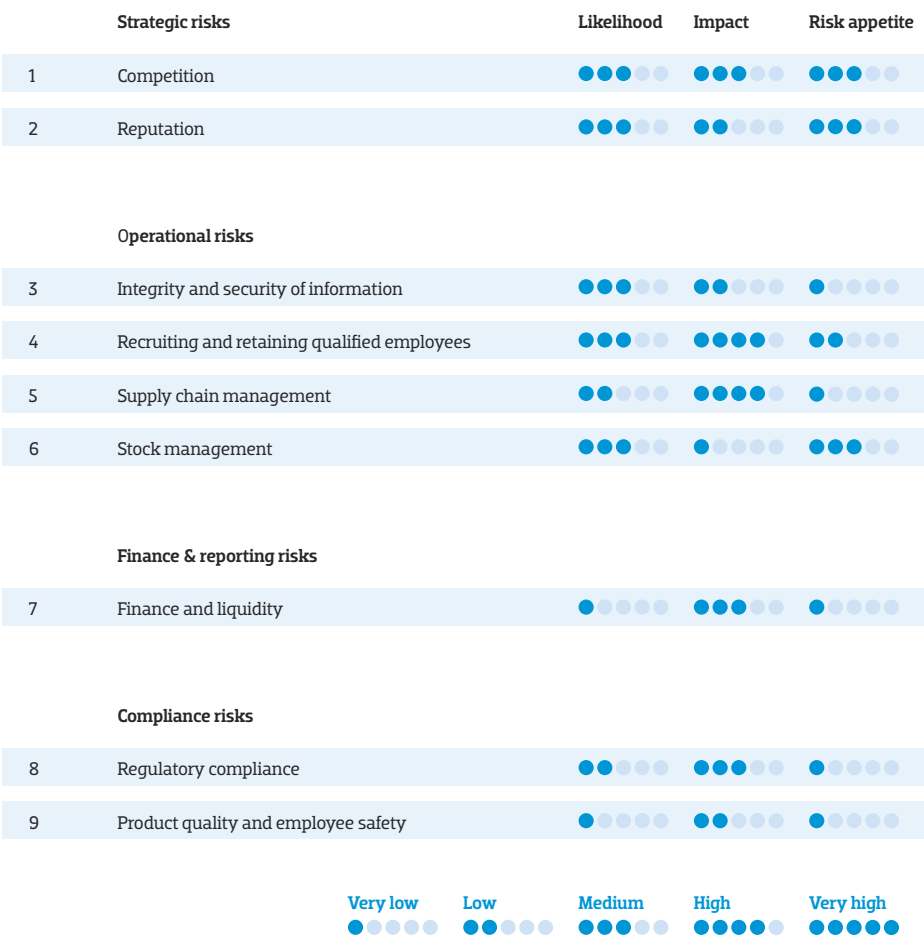 Strategic risks Likelihood Impact Risk appetite
1 Competition
2 Reputation
Operational risks
3 Integrity and security of information
4 Recruiting and retaining qualified employees
5 Supply chain management
6 Stock management
Finance & reporting risks
7 Finance and liquidity
Compliance risks
8 Regulatory compliance
9 Product quality and employee safety
Very low Low Medium High Very high